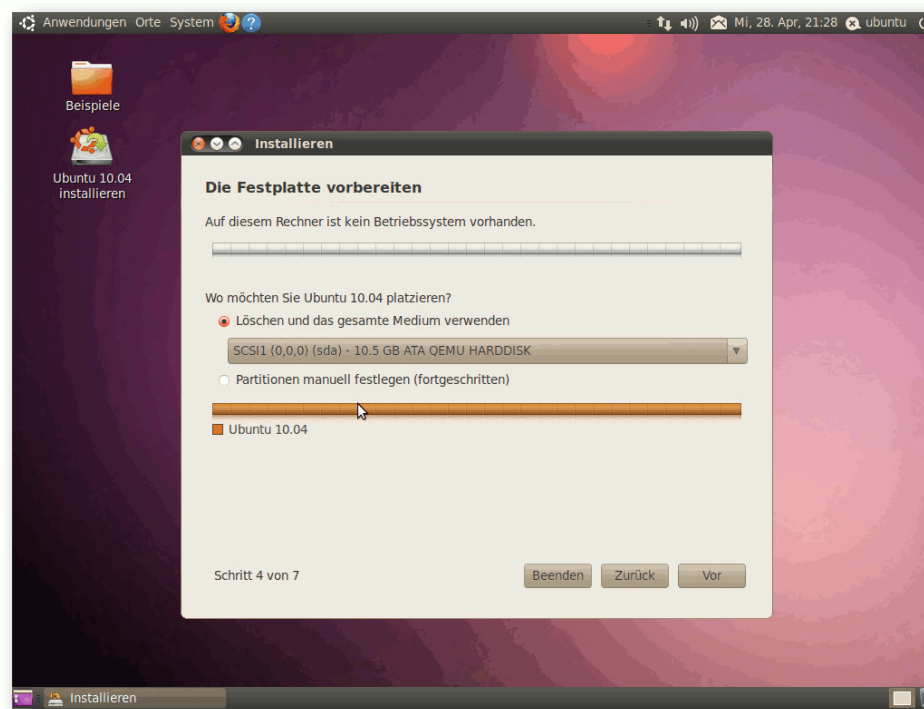 Anwendungen Orte System
Mi, 28. Apr, 21:28 ubuntu
Beispiele
Ubuntu 10.04
installieren
Installieren
Die Festplatte vorbereiten
Auf diesem Rechner ist kein Betriebssystem vorhanden.
Wo möchten Sie Ubuntu 10.04 platzieren?
Löschen und das gesamte Medium verwenden
SCSI1 (0,0,0) (sda) - 10.5 GB ATA QEMU HARDDISK
Partitionen manuell festlegen (fortgeschritten)
Ubuntu 10.04
Schritt 4 von 7
Beenden Zurück Vor
Installieren